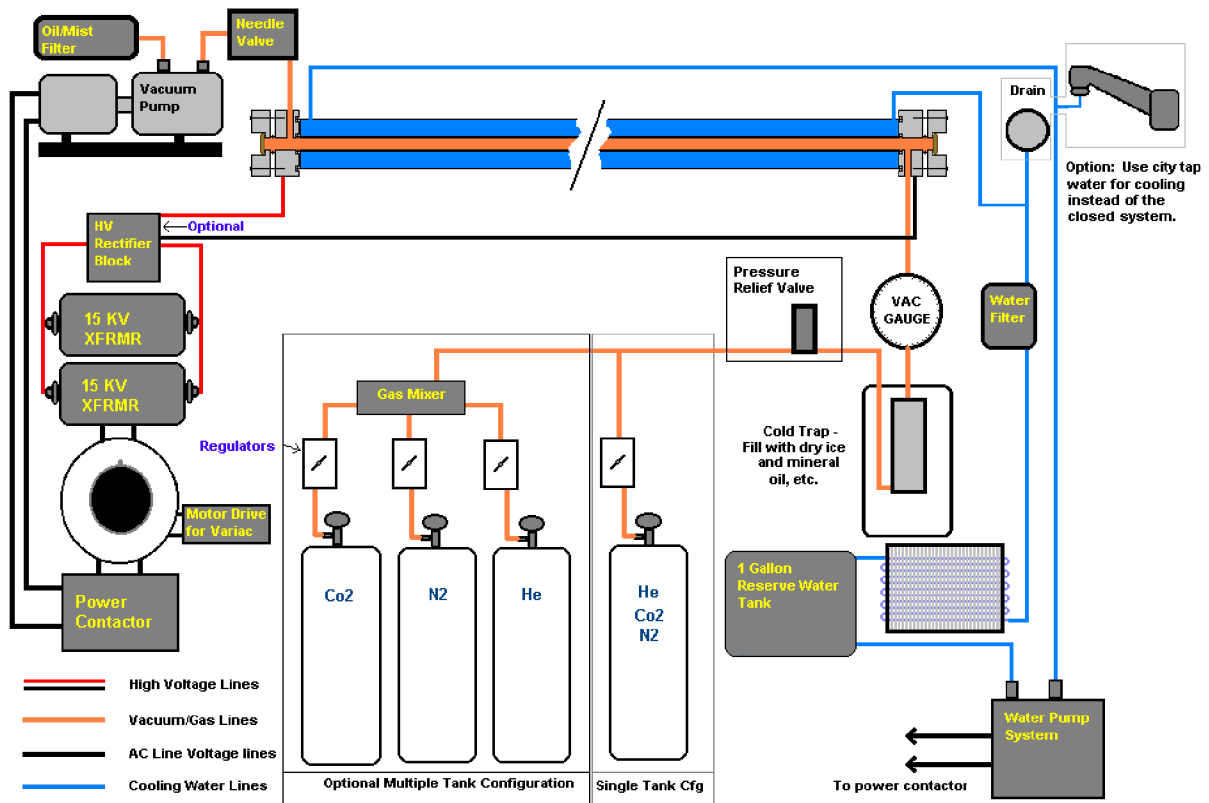 Oil/Mist
Filter
Needle
Valve
Vacuum
Pump
Drain
Option:  Use city tap
water for cooling
instead of the
closed system.
HV
Rectifier
Block
Optional
Pressure
Relief Valve
VAC
GAUGE
Water
Filter
15 KV
XFRMR
15 KV
XFRMR
Gas Mixer
Regulators
Cold Trap -
Fill with dry ice
and mineral
oil, etc.
Motor Drive
for Variac
Power
Contactor
Co2
N2
He
He
Co2
N2
1 Gallon
Reserve Water
Tank
Water Pump
System
To power contactor
High Voltage Lines
Vacuum/Gas Lines
AC Line Voltage lines
Cooling Water Lines
Optional Multiple Tank Configuration
Single Tank Cfg